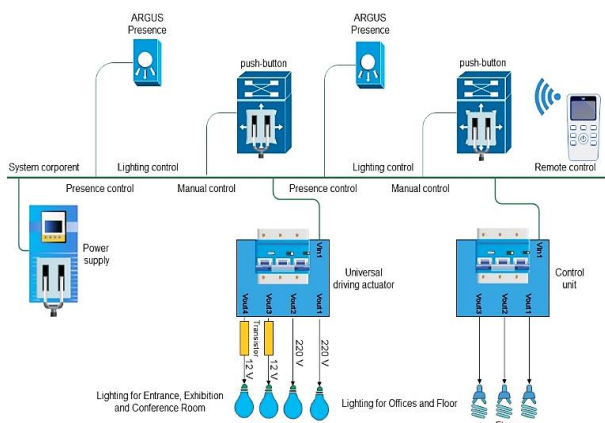 ARGUS
Presence
ARGUS
Presence
push-button
push-button
System corporent
Lighting control
Lighting control
Remote control
Presence control
Manual control
Presence control
Manual control
Power
supply
Vin1
Universal
driving actuator
Vout4
Vout3
Vout2
Vout1
Vin1
Control
unit
Vout3
Vout2
Vout1
Transistor
12 V
12 V
220 V
220 V
Lighting for Entrance, Exhibition
and Conference Room
Lighting for Offices and Floor